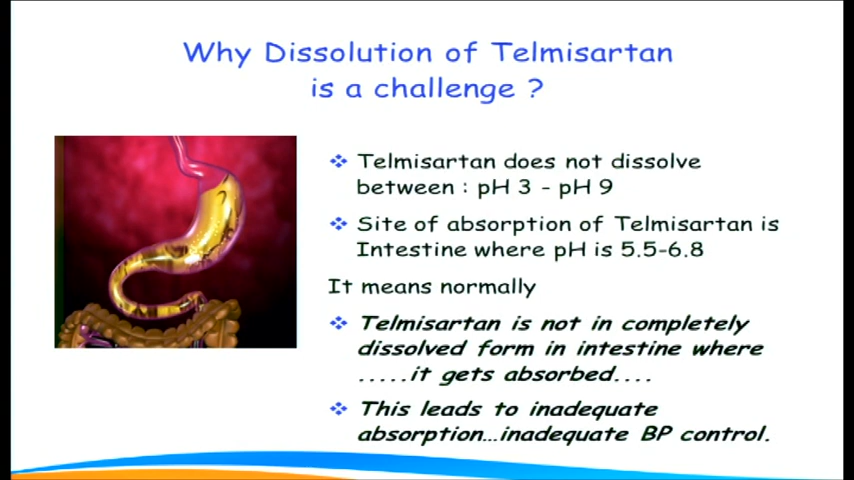 Why Dissolution of Telmisartan
is a challenge ?
❖ Telmisartan does not dissolve
between : pH 3 - pH 9
❖ Site of absorption of Telmisartan is
Intestine where pH is 5.5-6.8
It means normally
❖ Telmisartan is not in completely
dissolved form in intestine where
.....it gets absorbed....
❖ This leads to inadequate
absorption...inadequate BP control.